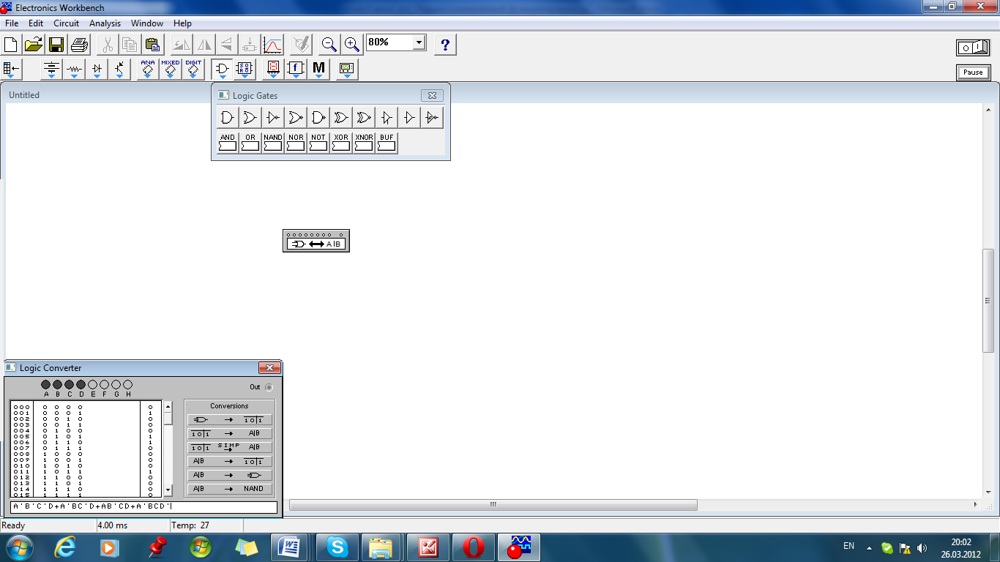 Electronics Workbench
File Edit Circuit Analysis Window Help
80%
?
0 1
ANA MIXED DIGIT
f M
Pause
Untitled
Logic Gates
AND OR NAND NOR NOT XOR XNOR BUF
A|B
Logic Converter
Out
A B C D E F G H
Conversions
000 0 0 0 0 0
001 0 0 0 1 1
002 0 0 1 0 0
003 0 0 1 1 0
004 0 1 0 0 0
005 0 1 0 1 1
006 0 1 1 0 1
007 0 1 1 1 0
008 1 0 0 0 0
009 1 0 0 1 0
010 1 0 1 0 0
011 1 0 1 1 1
012 1 1 0 0 0
013 1 1 0 1 0
014 1 1 1 0 0
015 1 1 1 1 0
→ 1 0 1
1 0 1 → A|B
1 0 1 SIMP → A|B
A|B → 1 0 1
A|B →
A|B → NAND
A'B'C'D+A'BC'D+AB'CD+A'BCD'
Ready 4.00 ms Temp: 27
EN
20:02
26.03.2012